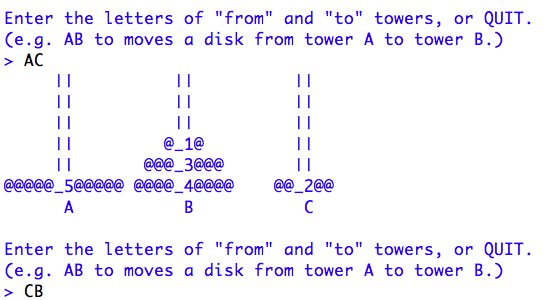 Enter the letters of "from" and "to" towers, or QUIT.
(e.g. AB to moves a disk from tower A to tower B.)
> AC
     ||          ||          ||
     ||          ||          ||
     ||          ||          ||
     ||         @_1@         ||
     ||       @@@_3@@@       ||
@@@@@_5@@@@@ @@@@_4@@@@    @@_2@@
      A           B           C
Enter the letters of "from" and "to" towers, or QUIT.
(e.g. AB to moves a disk from tower A to tower B.)
> CB